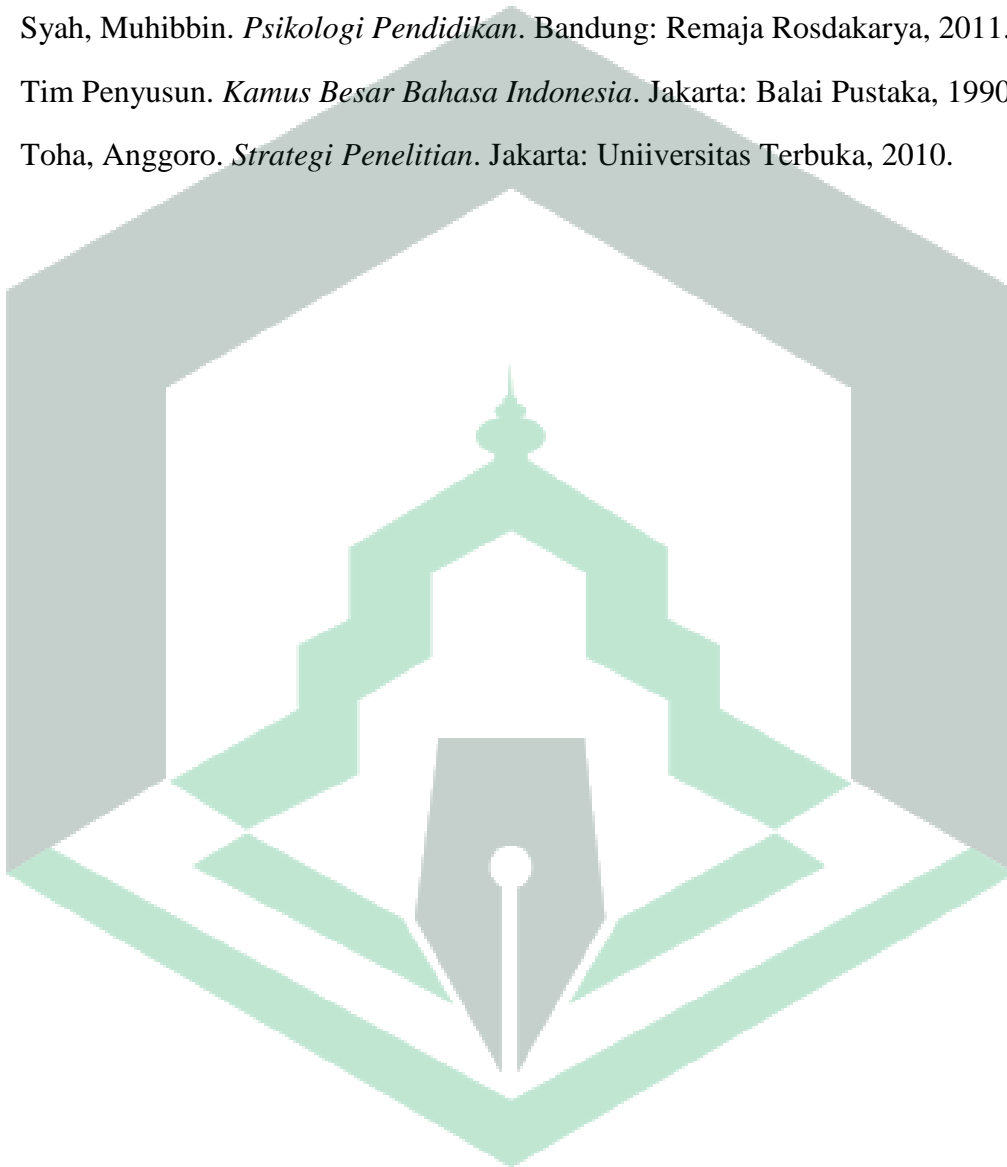 Syah, Muhibbin. Psikologi Pendidikan. Bandung: Remaja Rosdakarya, 2011.
Tim Penyusun. Kamus Besar Bahasa Indonesia. Jakarta: Balai Pustaka, 1990
Toha, Anggoro. Strategi Penelitian. Jakarta: Uniiversitas Terbuka, 2010.